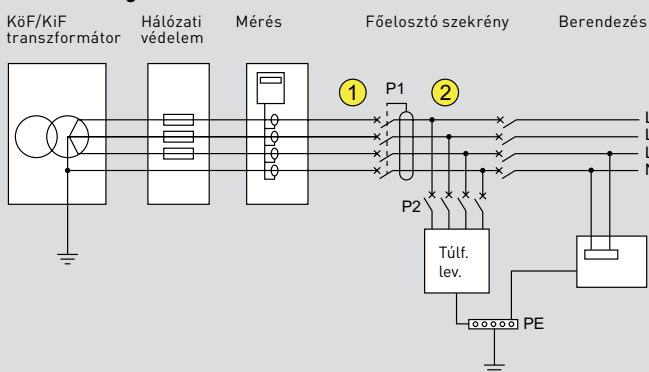 KöF/KiF
transzformátor
Hálózati
védelem
Mérés
Főelosztó szekrény
Berendezés
1
P1
2
L
L
L
N
P2
Túlf.
lev.
PE